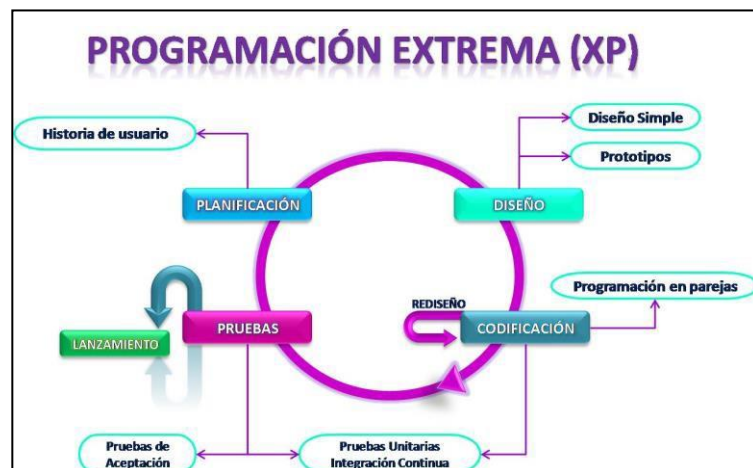 PROGRAMACIÓN EXTREMA (XP)
Historia de usuario
Diseño Simple
Prototipos
PLANIFICACIÓN
DISEÑO
Programación en parejas
REDISEÑO
PRUEBAS
CODIFICACIÓN
LANZAMIENTO
Pruebas de
Aceptación
Pruebas Unitarias
Integración Continua